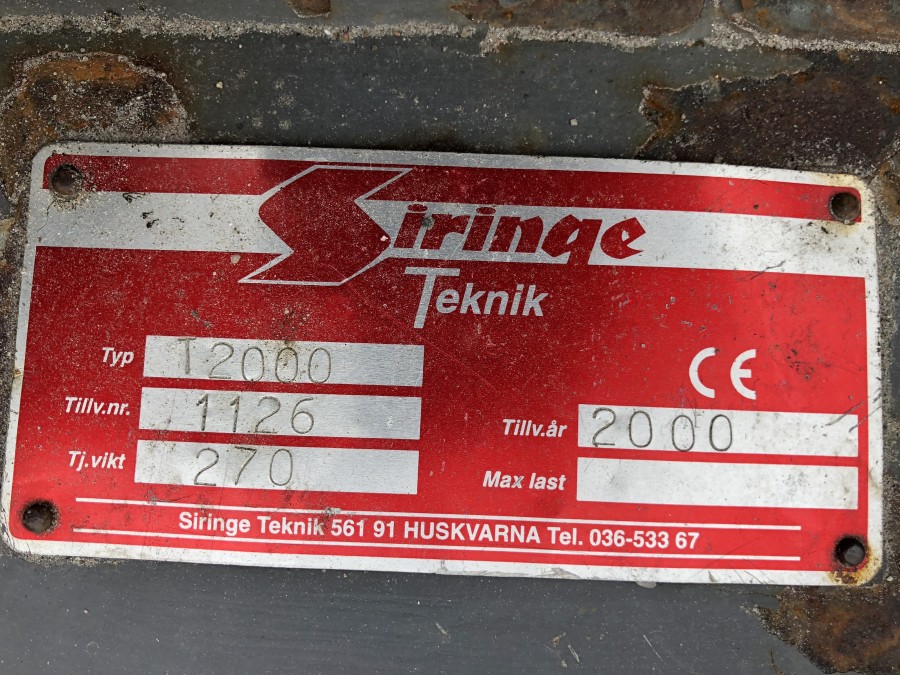 Siringe
Teknik
Typ T2000
Tillv.nr. 1126
Tj.vikt 270
CE
Tillv.år 2000
Max last
Siringe Teknik 561 91 HUSKVARNA Tel. 036-533 67